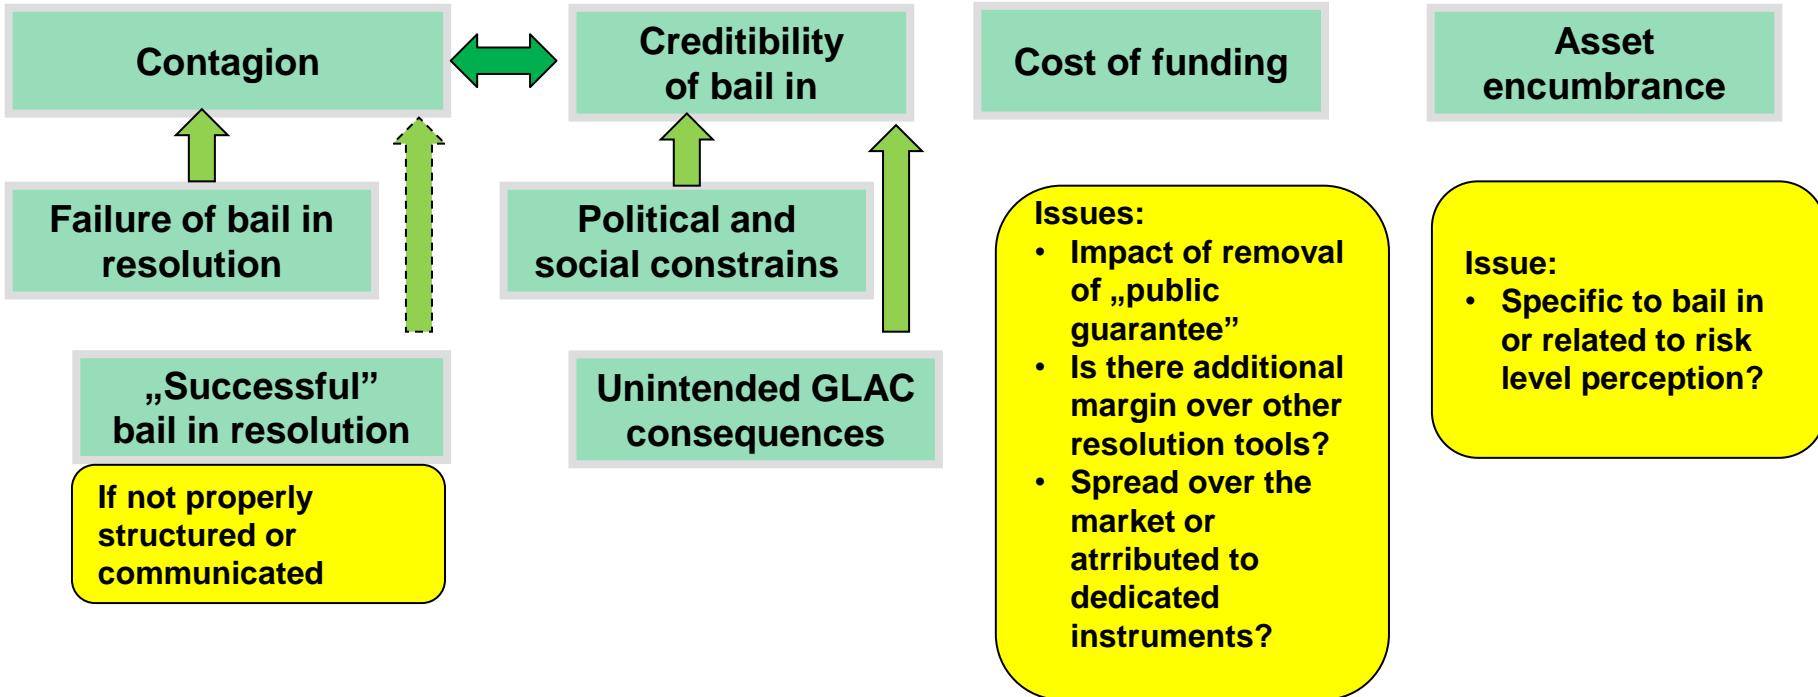 Contagion
Creditibility
of bail in
Cost of funding
Asset
encumbrance
Failure of bail in
resolution
Political and
social constrains
„Successful”
bail in resolution
If not properly
structured or
communicated
Unintended GLAC
consequences
Issues:
• Impact of removal
of „public
guarantee”
• Is there additional
margin over other
resolution tools?
• Spread over the
market or
atrributed to
dedicated
instruments?
Issue:
• Specific to bail in
or related to risk
level perception?